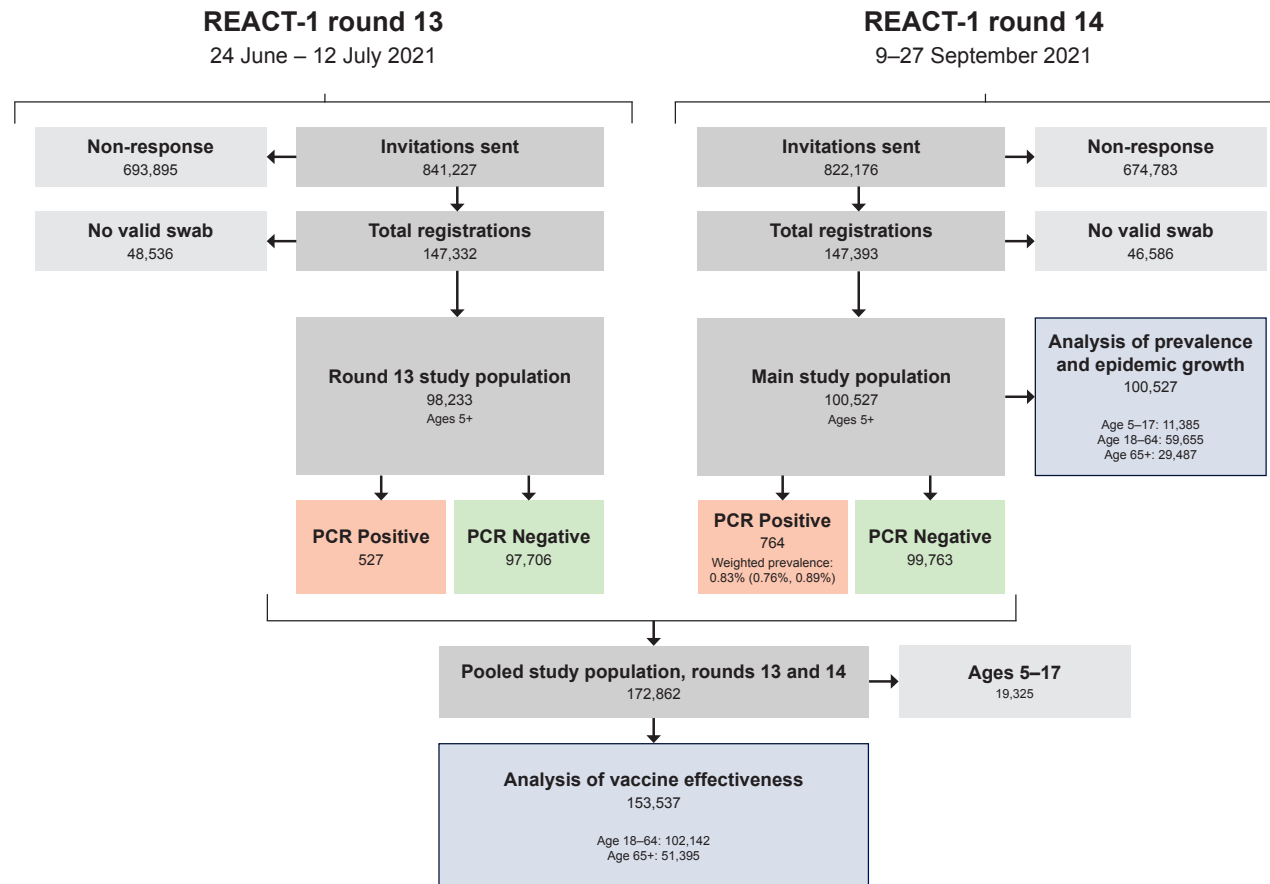 REACT-1 round 13
24 June – 12 July 2021
Non-response
693,895
Invitations sent
841,227
No valid swab
48,536
Total registrations
147,332
Round 13 study population
98,233
Ages 5+
PCR Positive
527
PCR Negative
97,706
REACT-1 round 14
9–27 September 2021
Invitations sent
822,176
Non-response
674,783
Total registrations
147,393
No valid swab
46,586
Main study population
100,527
Ages 5+
Analysis of prevalence
and epidemic growth
100,527
Age 5–17: 11,385
Age 18–64: 59,655
Age 65+: 29,487
PCR Positive
764
Weighted prevalence:
0.83% (0.76%, 0.89%)
PCR Negative
99,763
Pooled study population, rounds 13 and 14
172,862
Ages 5–17
19,325
Analysis of vaccine effectiveness
153,537
Age 18–64: 102,142
Age 65+: 51,395